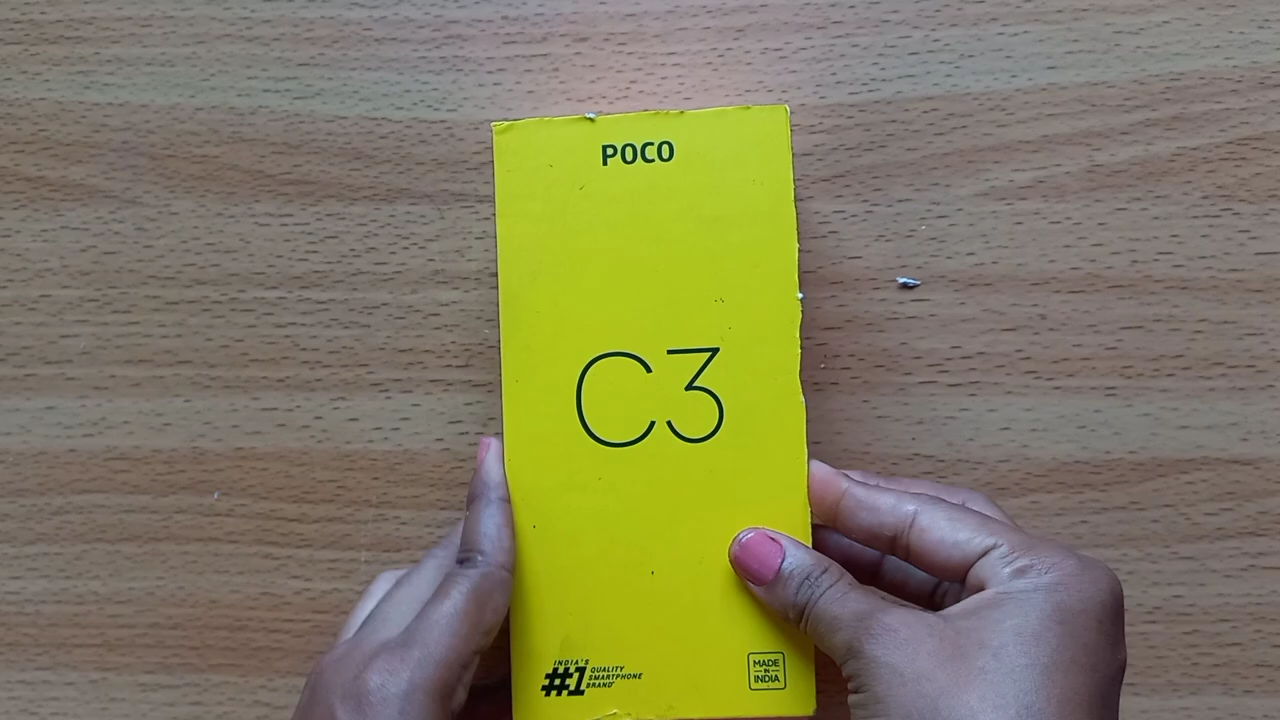 POCO
C3
INDIA'S
#1 QUALITY
SMARTPHONE
BRAND*
MADE
IN
INDIA